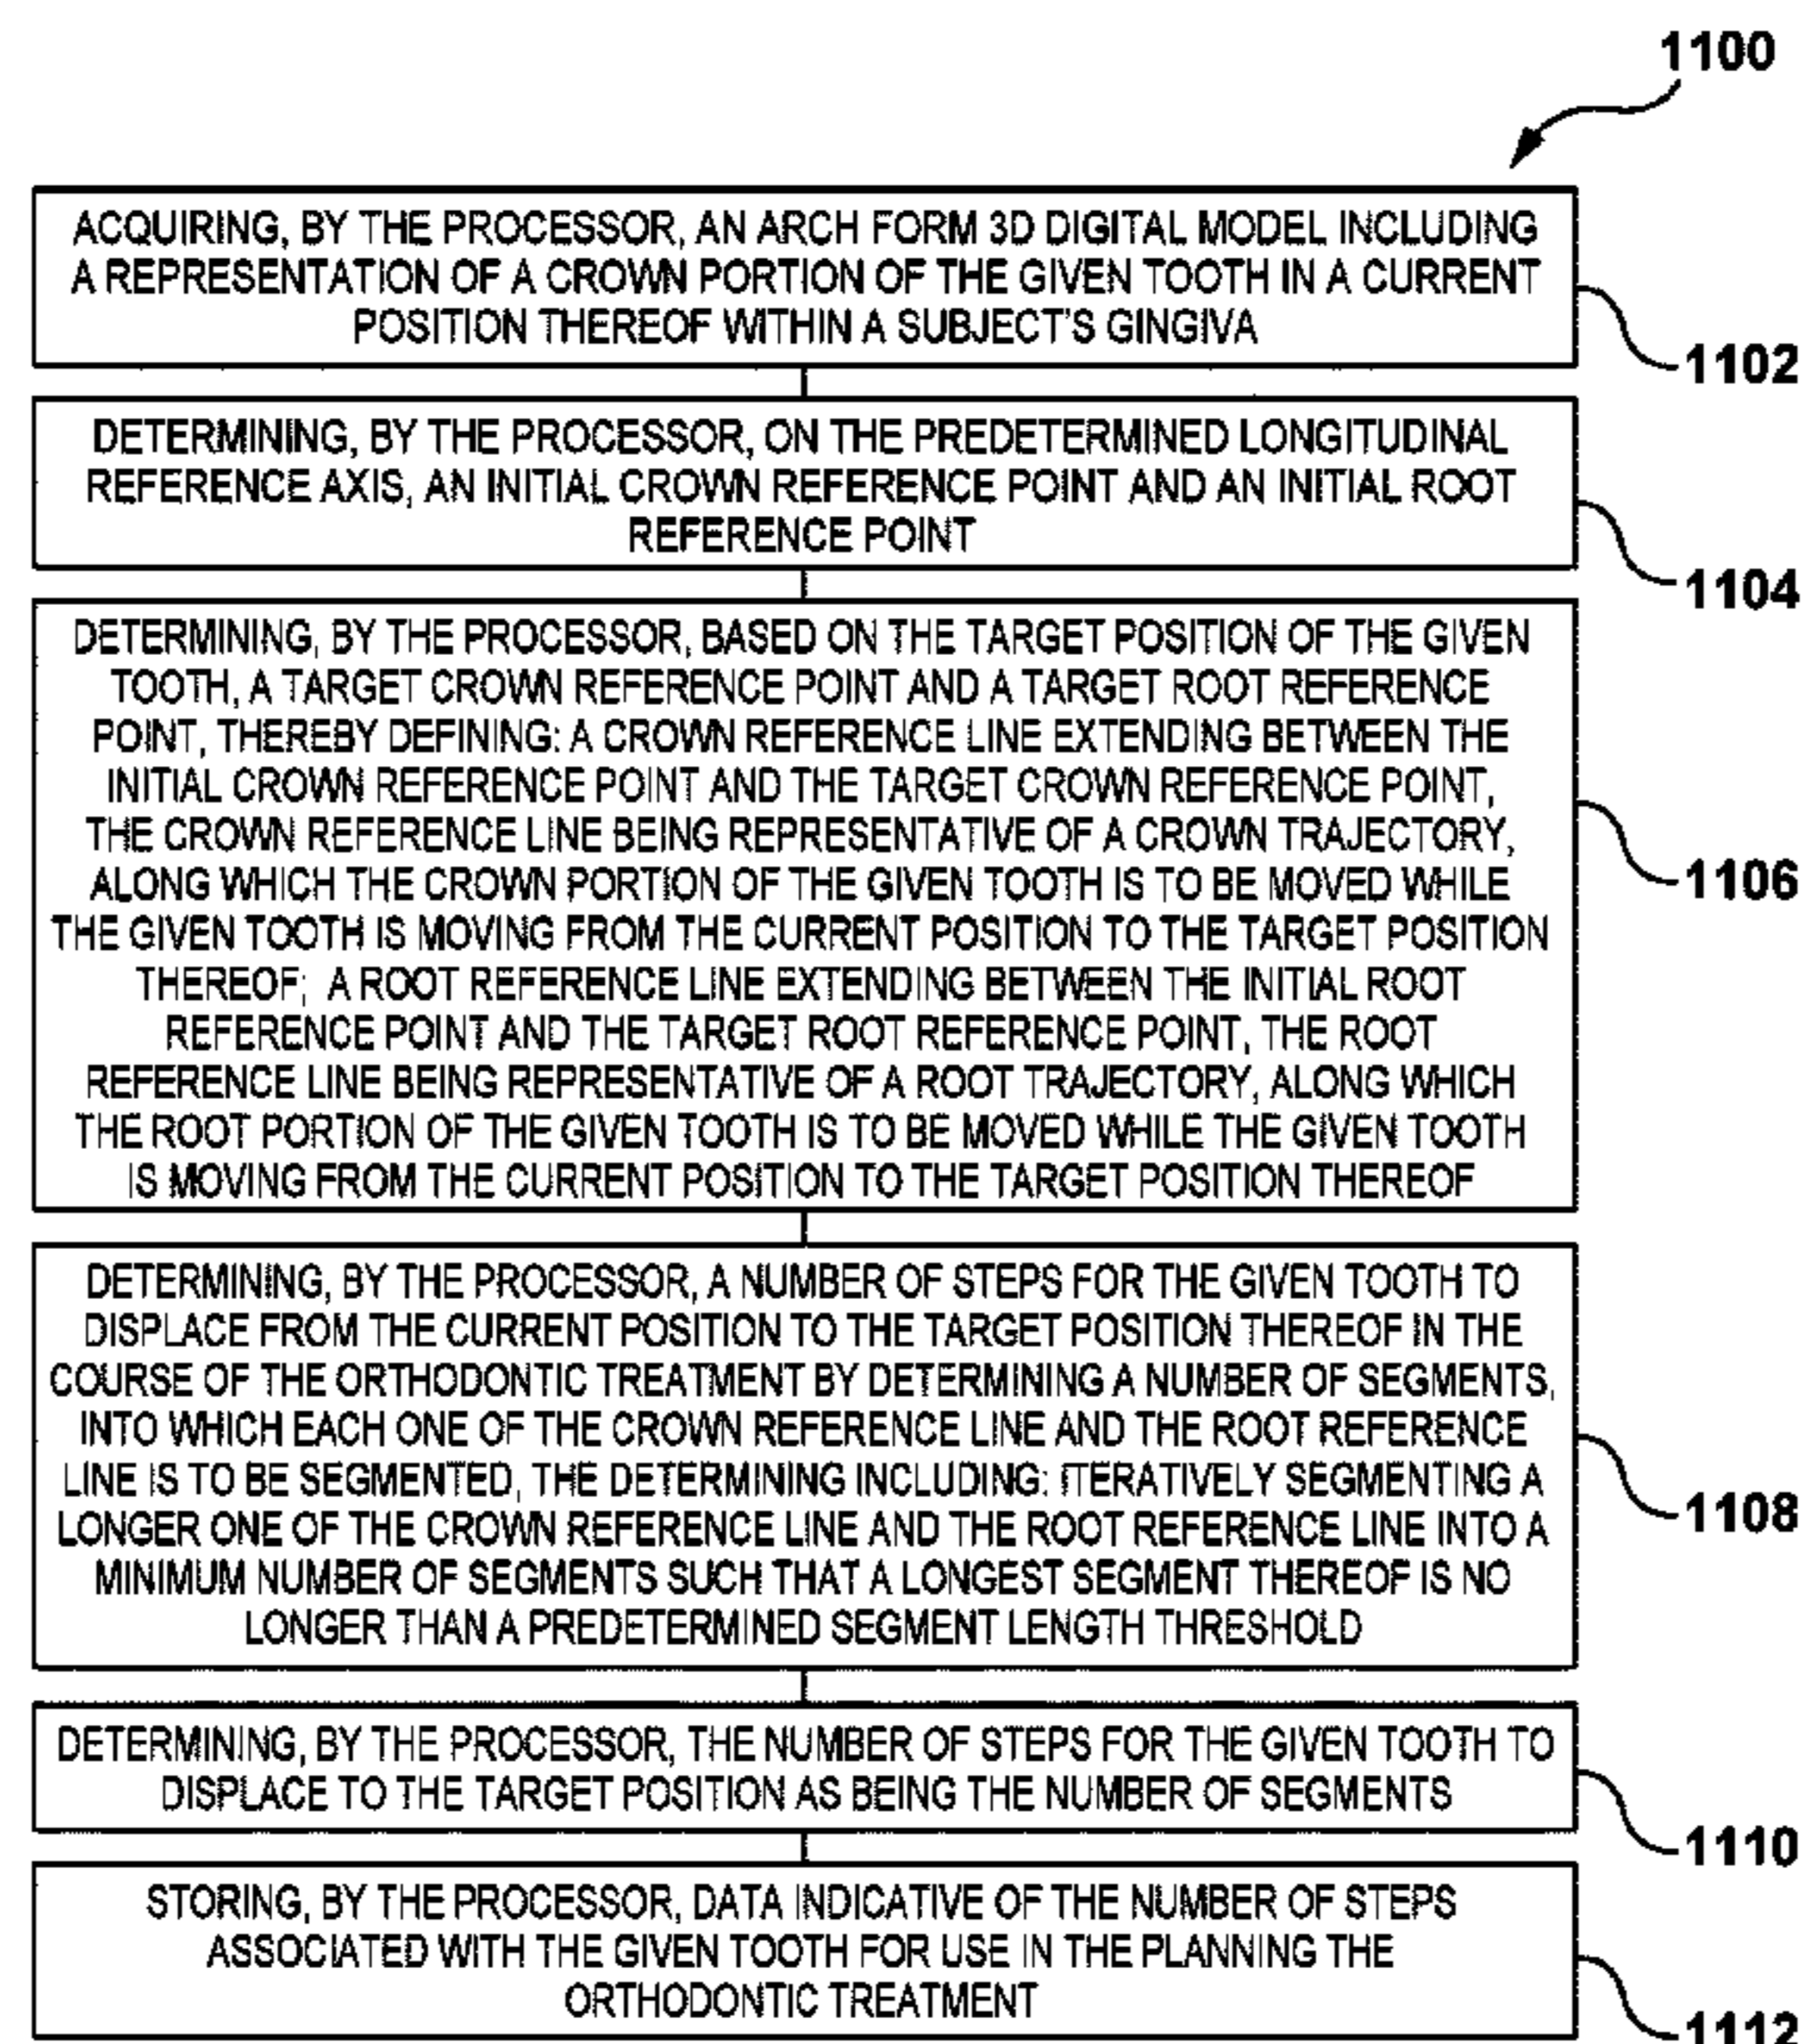 1100
ACQUIRING, BY THE PROCESSOR, AN ARCH FORM 3D DIGITAL MODEL INCLUDING
A REPRESENTATION OF A CROWN PORTION OF THE GIVEN TOOTH IN A CURRENT
POSITION THEREOF WITHIN A SUBJECT'S GINGIVA
1102
DETERMINING, BY THE PROCESSOR, ON THE PREDETERMINED LONGITUDINAL
REFERENCE AXIS, AN INITIAL CROWN REFERENCE POINT AND AN INITIAL ROOT
REFERENCE POINT
1104
DETERMINING, BY THE PROCESSOR, BASED ON THE TARGET POSITION OF THE GIVEN
TOOTH, A TARGET CROWN REFERENCE POINT AND A TARGET ROOT REFERENCE
POINT, THEREBY DEFINING: A CROWN REFERENCE LINE EXTENDING BETWEEN THE
INITIAL CROWN REFERENCE POINT AND THE TARGET CROWN REFERENCE POINT,
THE CROWN REFERENCE LINE BEING REPRESENTATIVE OF A CROWN TRAJECTORY,
ALONG WHICH THE CROWN PORTION OF THE GIVEN TOOTH IS TO BE MOVED WHILE
THE GIVEN TOOTH IS MOVING FROM THE CURRENT POSITION TO THE TARGET POSITION
THEREOF; A ROOT REFERENCE LINE EXTENDING BETWEEN THE INITIAL ROOT
REFERENCE POINT AND THE TARGET ROOT REFERENCE POINT, THE ROOT
REFERENCE LINE BEING REPRESENTATIVE OF A ROOT TRAJECTORY, ALONG WHICH
THE ROOT PORTION OF THE GIVEN TOOTH IS TO BE MOVED WHILE THE GIVEN TOOTH
IS MOVING FROM THE CURRENT POSITION TO THE TARGET POSITION THEREOF
1106
DETERMINING, BY THE PROCESSOR, A NUMBER OF STEPS FOR THE GIVEN TOOTH TO
DISPLACE FROM THE CURRENT POSITION TO THE TARGET POSITION THEREOF IN THE
COURSE OF THE ORTHODONTIC TREATMENT BY DETERMINING A NUMBER OF SEGMENTS,
INTO WHICH EACH ONE OF THE CROWN REFERENCE LINE AND THE ROOT REFERENCE
LINE IS TO BE SEGMENTED, THE DETERMINING INCLUDING: ITERATIVELY SEGMENTING A
LONGER ONE OF THE CROWN REFERENCE LINE AND THE ROOT REFERENCE LINE INTO A
MINIMUM NUMBER OF SEGMENTS SUCH THAT A LONGEST SEGMENT THEREOF IS NO
LONGER THAN A PREDETERMINED SEGMENT LENGTH THRESHOLD
1108
DETERMINING, BY THE PROCESSOR, THE NUMBER OF STEPS FOR THE GIVEN TOOTH TO
DISPLACE TO THE TARGET POSITION AS BEING THE NUMBER OF SEGMENTS
1110
STORING, BY THE PROCESSOR, DATA INDICATIVE OF THE NUMBER OF STEPS
ASSOCIATED WITH THE GIVEN TOOTH FOR USE IN THE PLANNING THE
ORTHODONTIC TREATMENT
1112